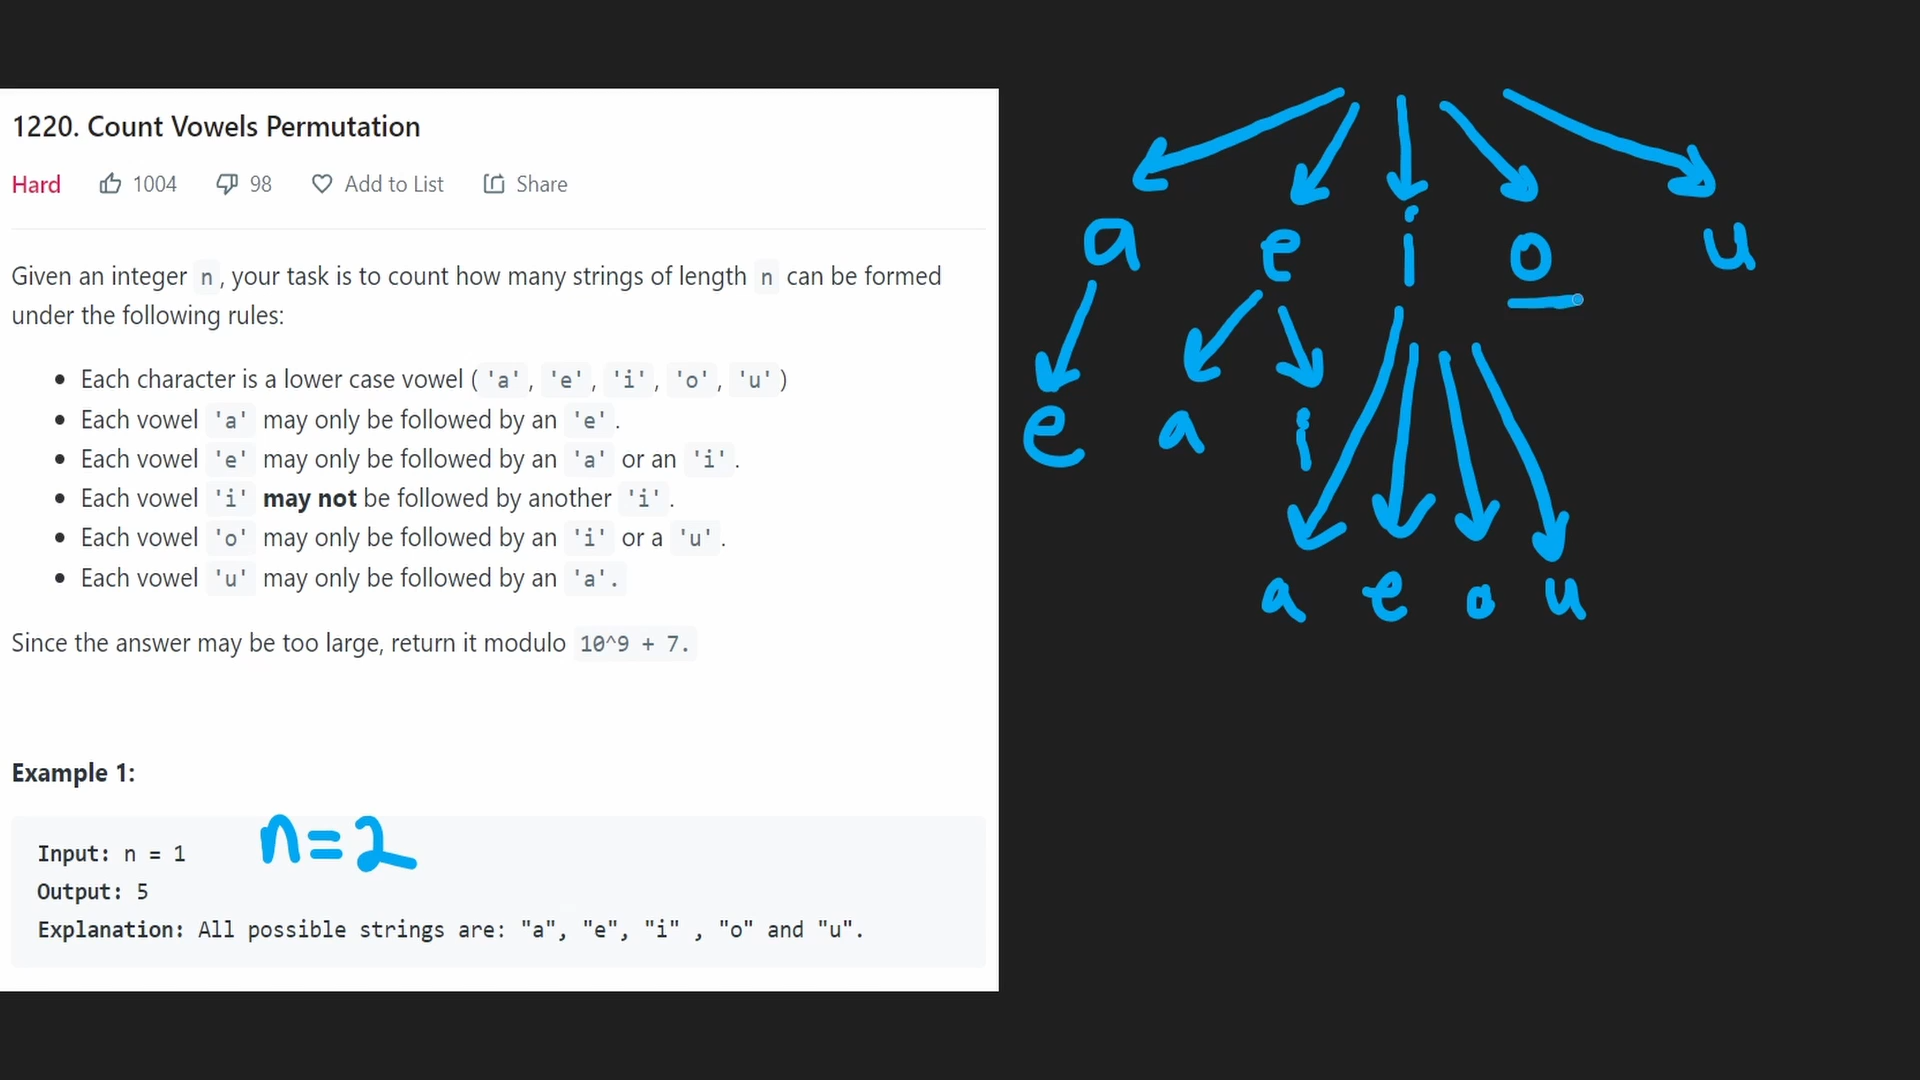 1220. Count Vowels Permutation
Hard 1004 98 Add to List Share
Given an integer n, your task is to count how many strings of length n can be formed
under the following rules:
• Each character is a lower case vowel ('a', 'e', 'i', 'o', 'u')
• Each vowel 'a' may only be followed by an 'e'.
• Each vowel 'e' may only be followed by an 'a' or an 'i'.
• Each vowel 'i' may not be followed by another 'i'.
• Each vowel 'o' may only be followed by an 'i' or a 'u'.
• Each vowel 'u' may only be followed by an 'a'.
Since the answer may be too large, return it modulo 10^9 + 7.
Example 1:
Input: n = 1
n=2
Output: 5
Explanation: All possible strings are: "a", "e", "i" , "o" and "u".
a e i o u
e a i
a e o u